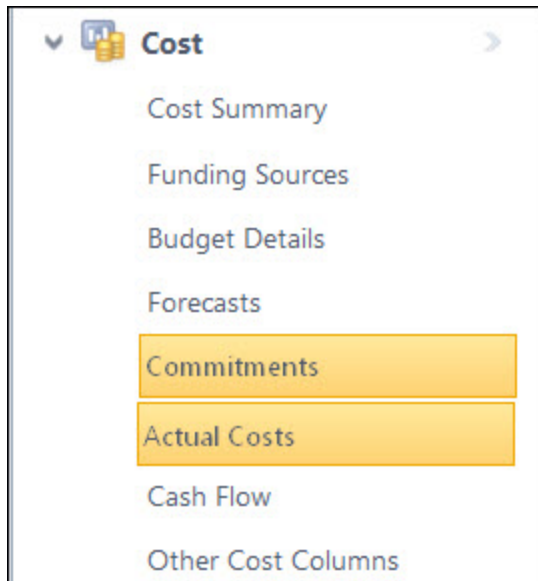 Cost
Cost Summary
Funding Sources
Budget Details
Forecasts
Commitments
Actual Costs
Cash Flow
Other Cost Columns